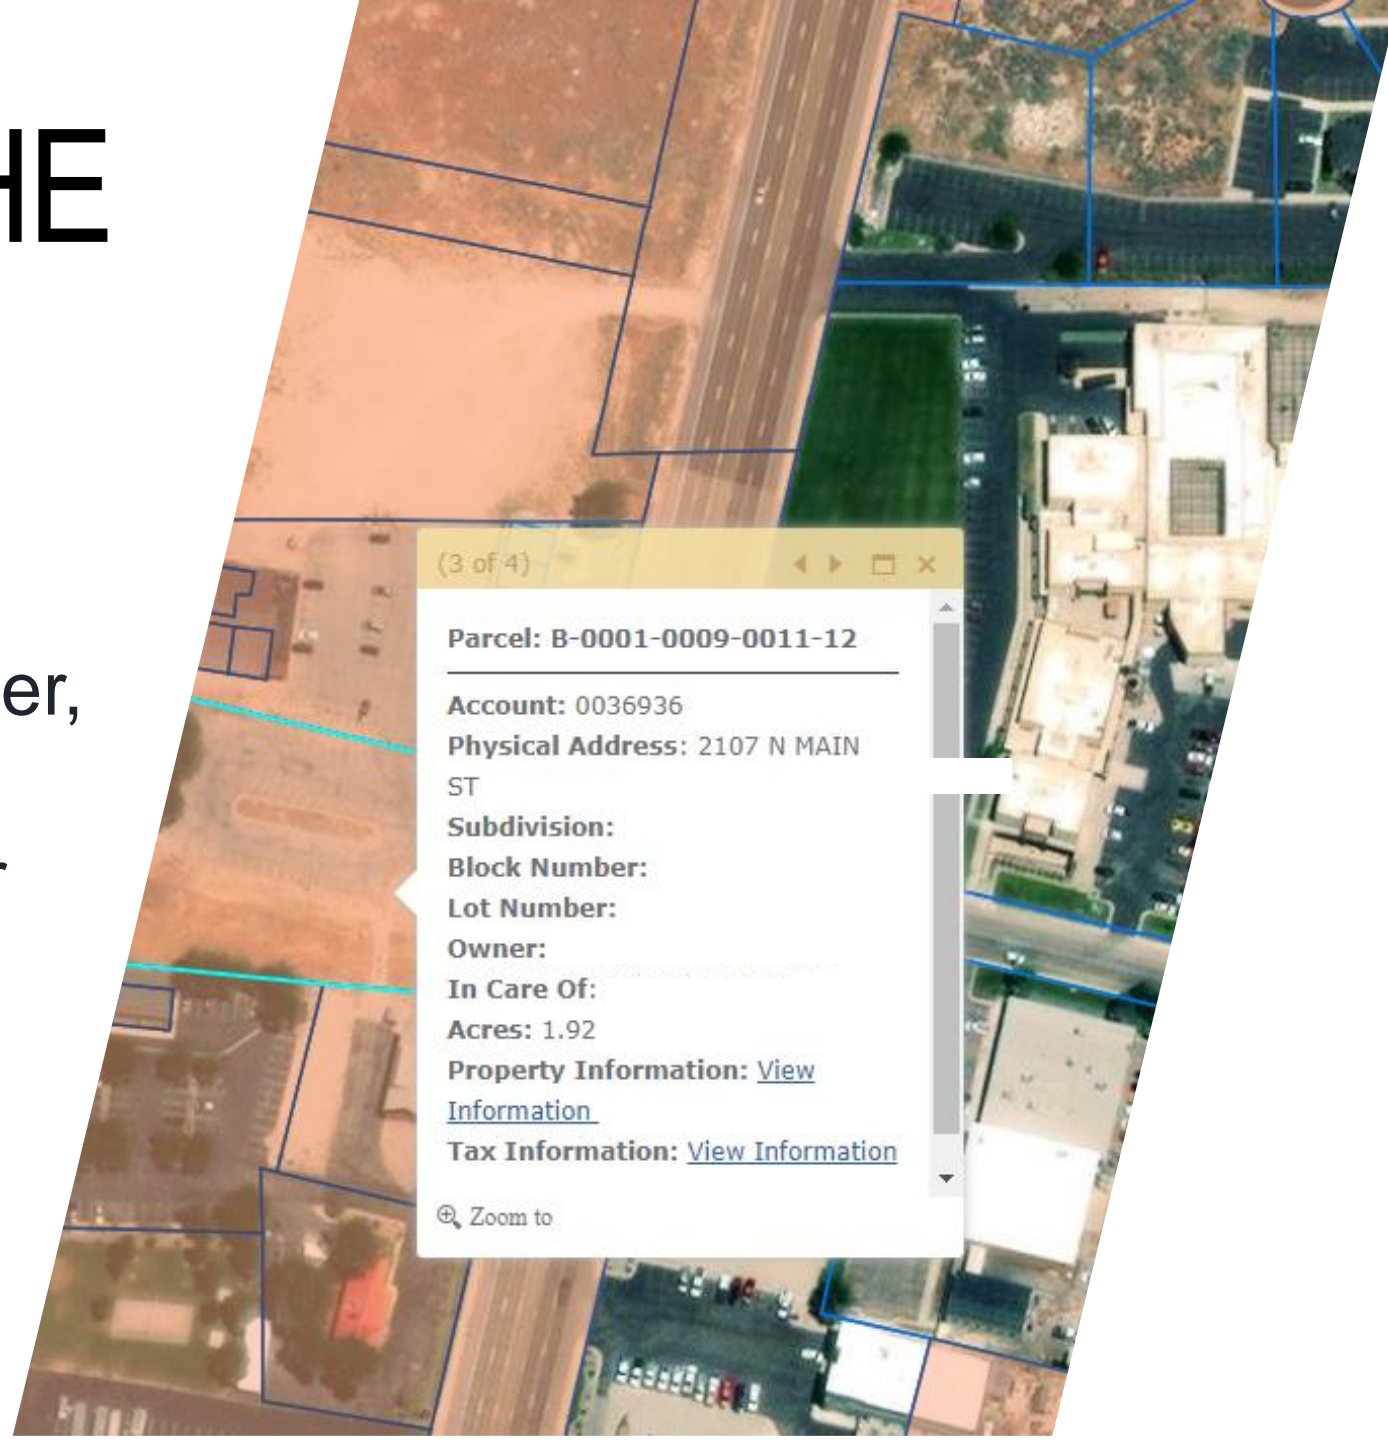 HE
er,
(3 of 4)
Parcel: B-0001-0009-0011-12
Account: 0036936
Physical Address: 2107 N MAIN
ST
Subdivision:
Block Number:
Lot Number:
Owner:
In Care Of:
Acres: 1.92
Property Information: View
Information
Tax Information: View Information
Zoom to